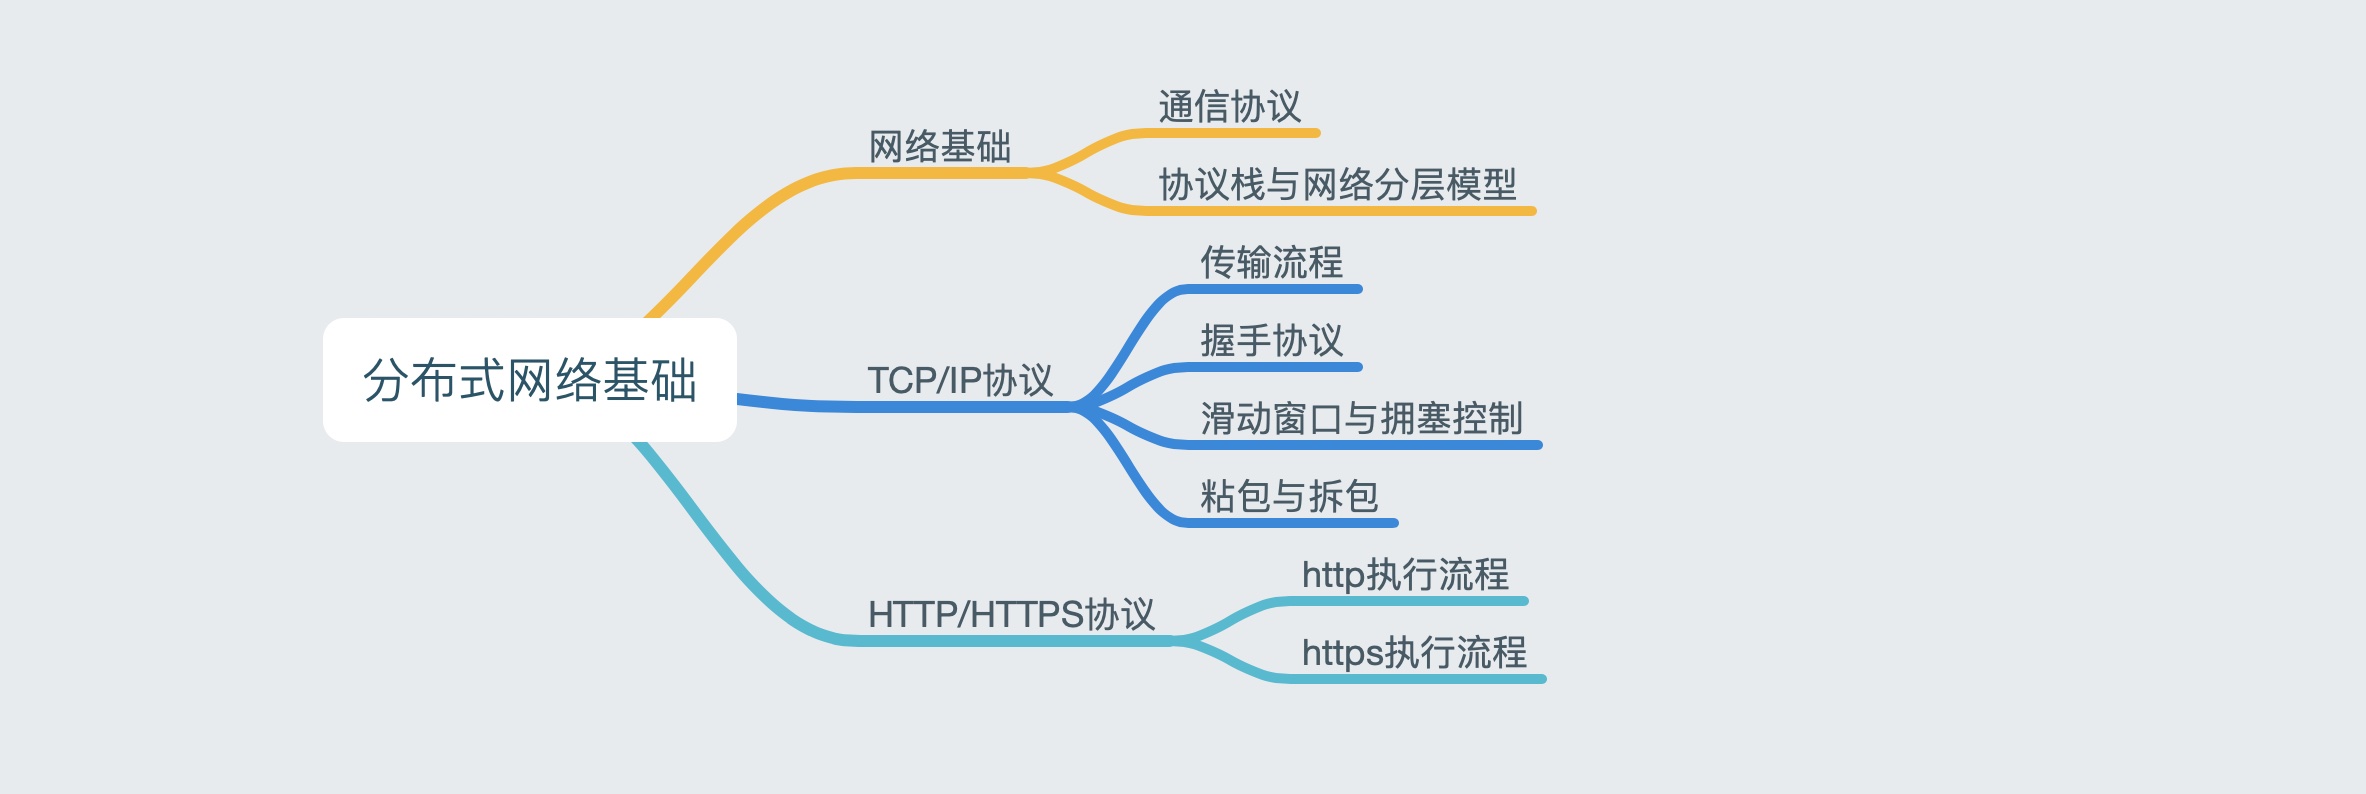 分布式网络基础
网络基础
通信协议
协议栈与网络分层模型
TCP/IP协议
传输流程
握手协议
滑动窗口与拥塞控制
粘包与拆包
HTTP/HTTPS协议
http执行流程
https执行流程